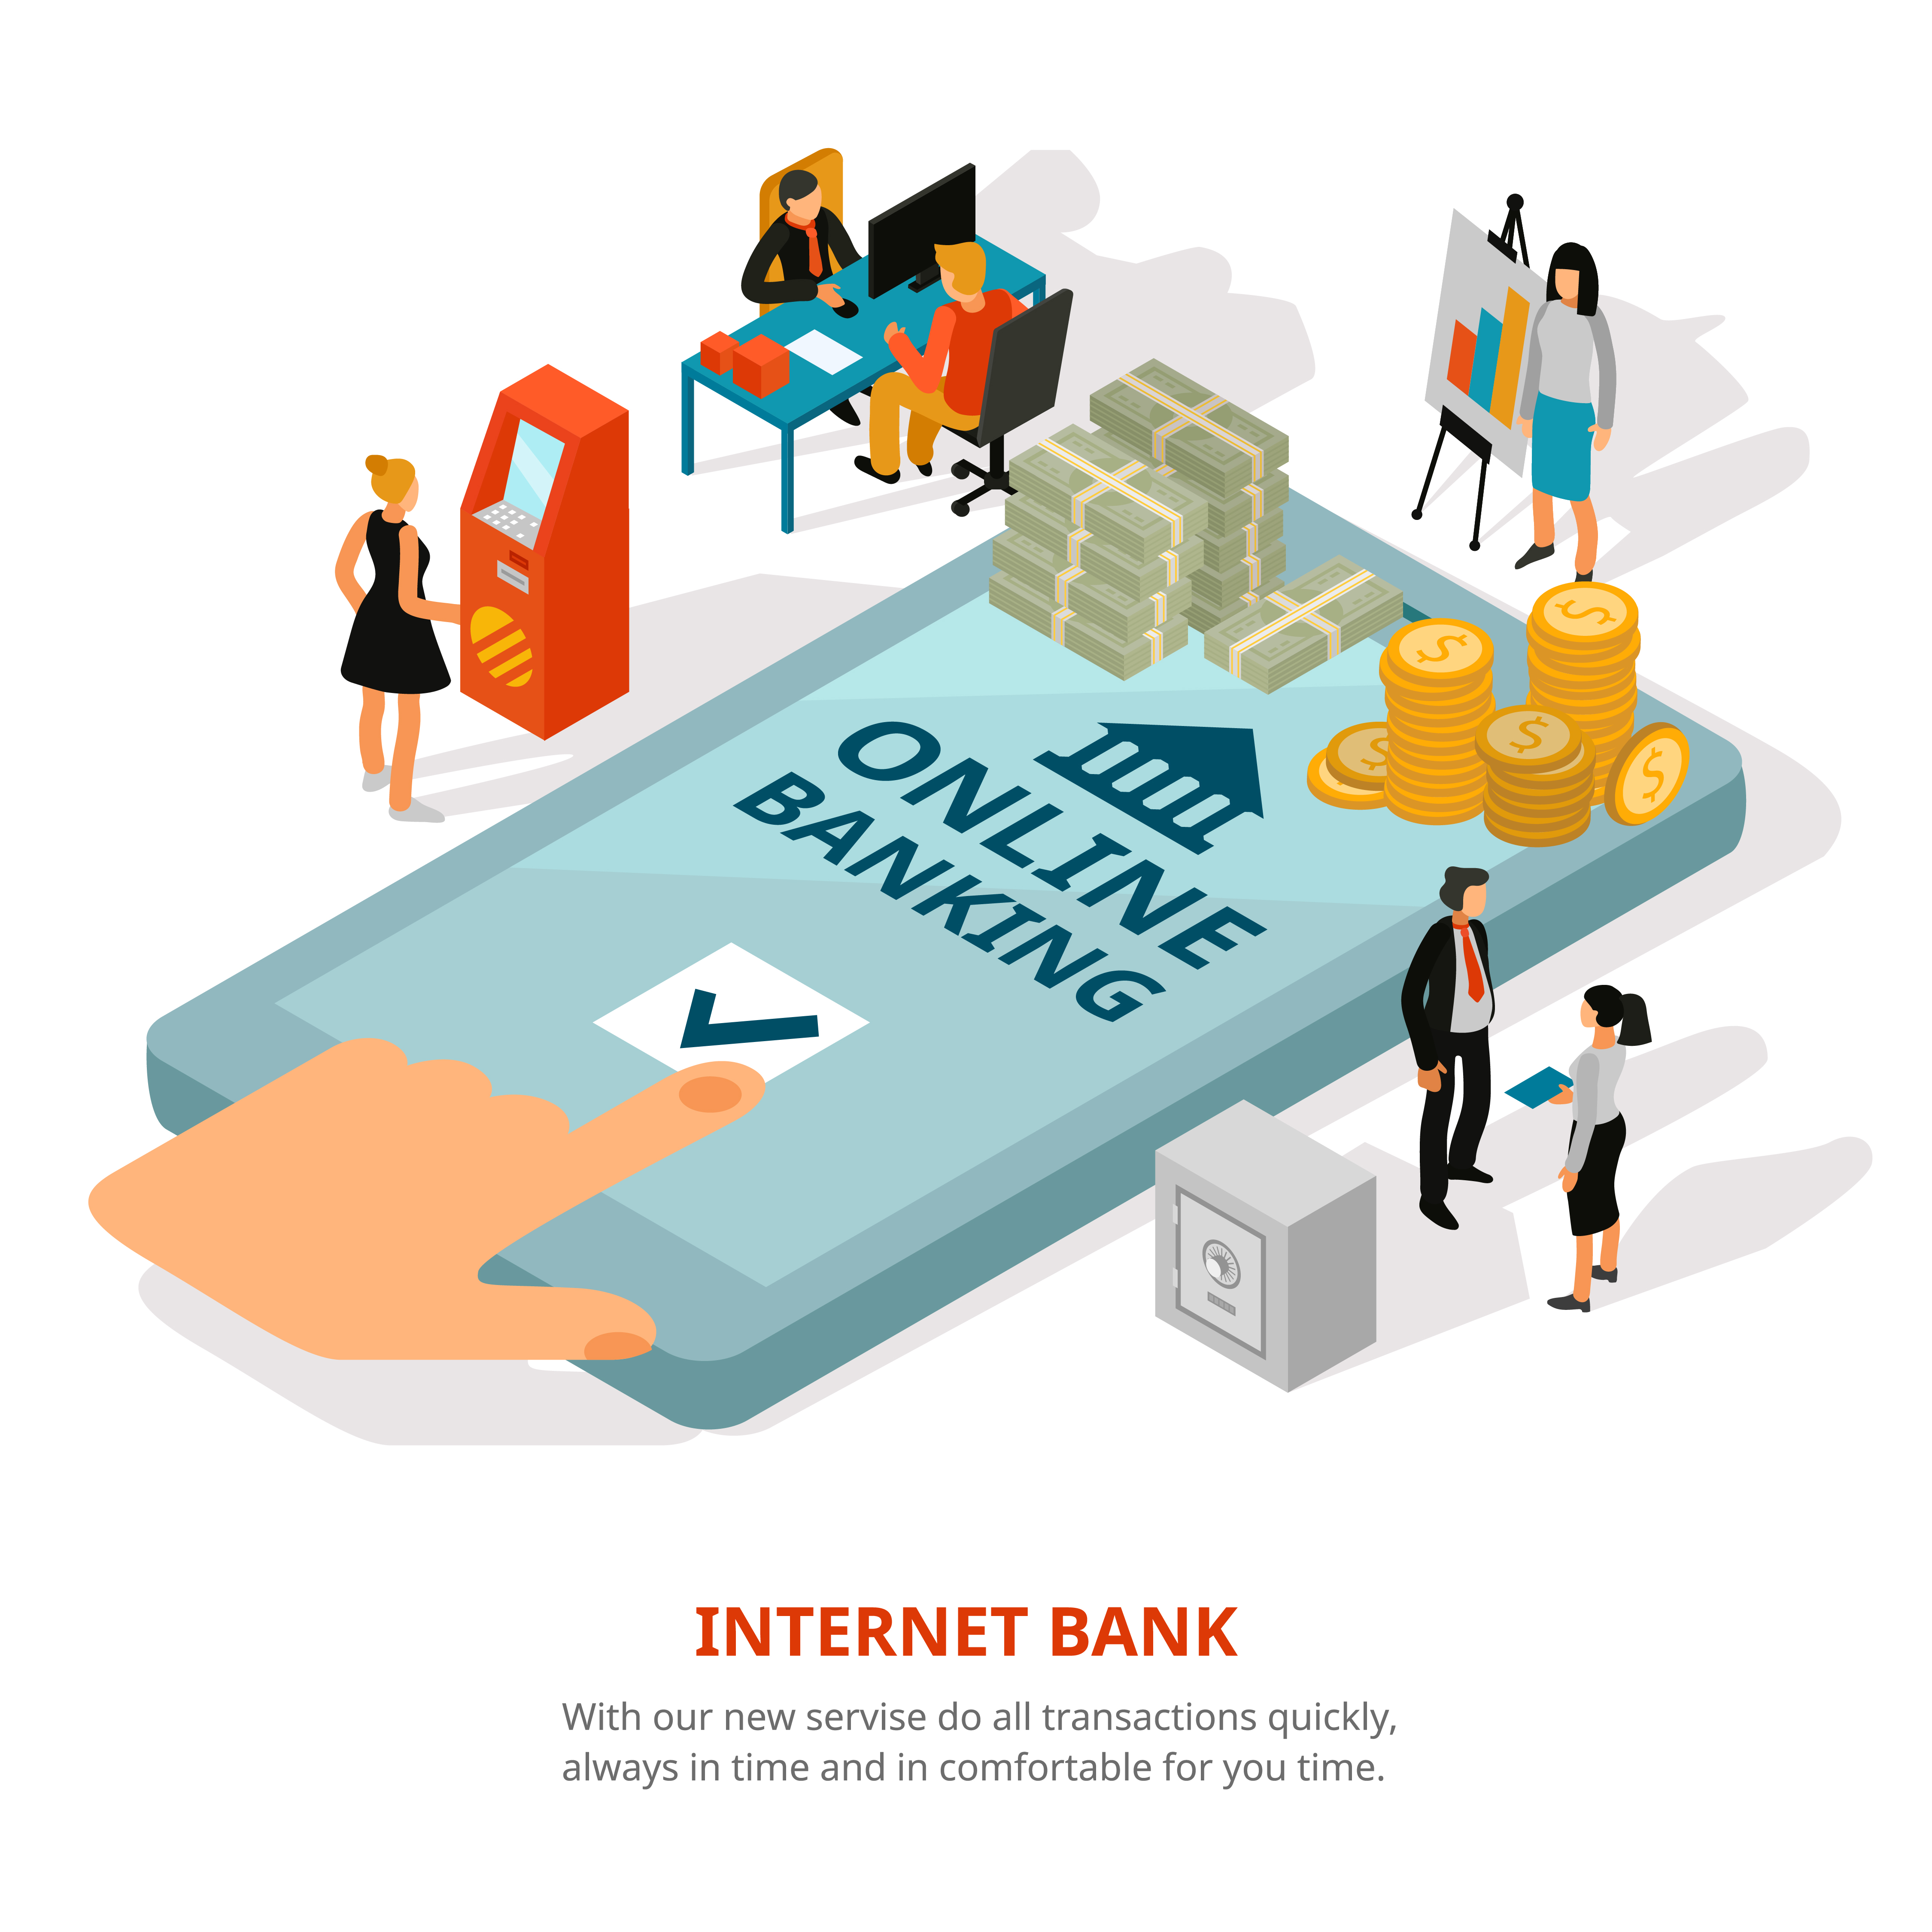 ONLINE
BANKING
$
$
$
$
$
INTERNET BANK
With our new servise do all transactions quickly,
always in time and in comfortable for you time.